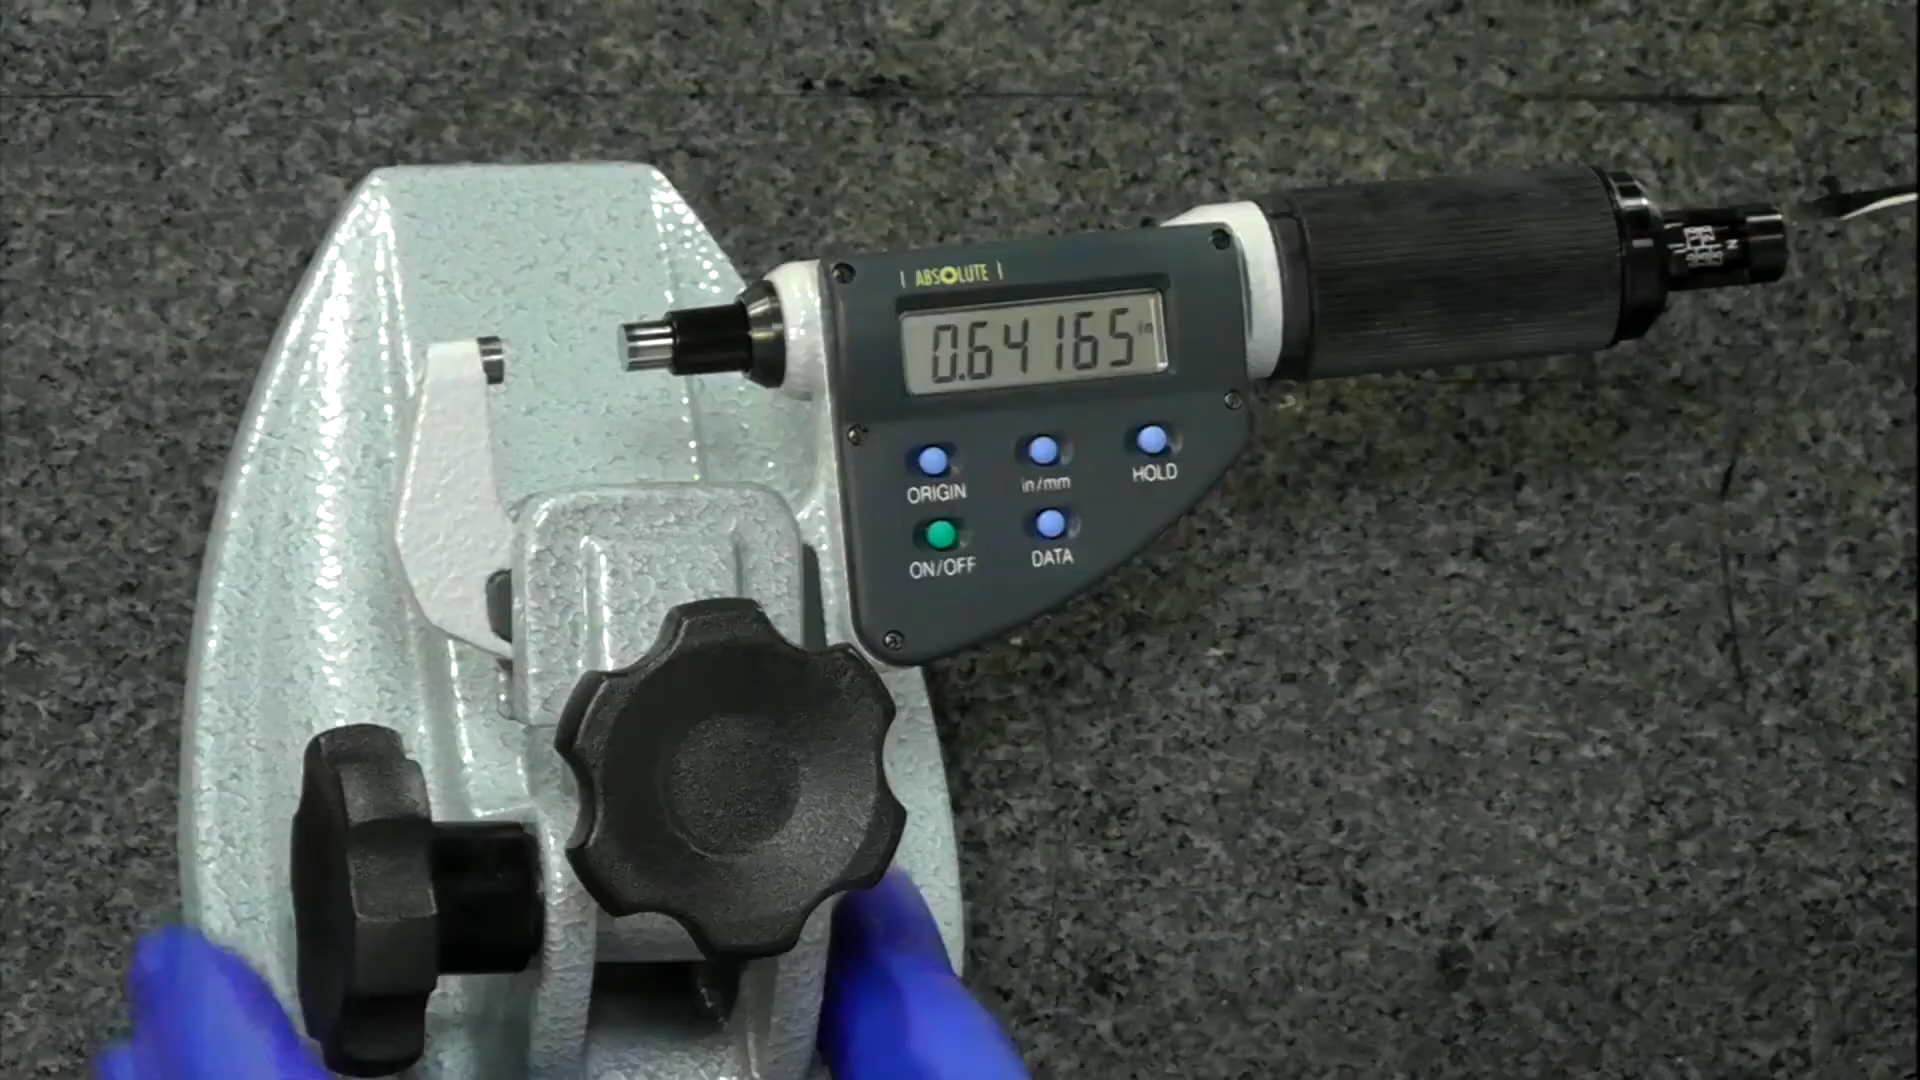 ABSOLUTE
0.64165 in
ORIGIN in/mm HOLD
ON/OFF DATA